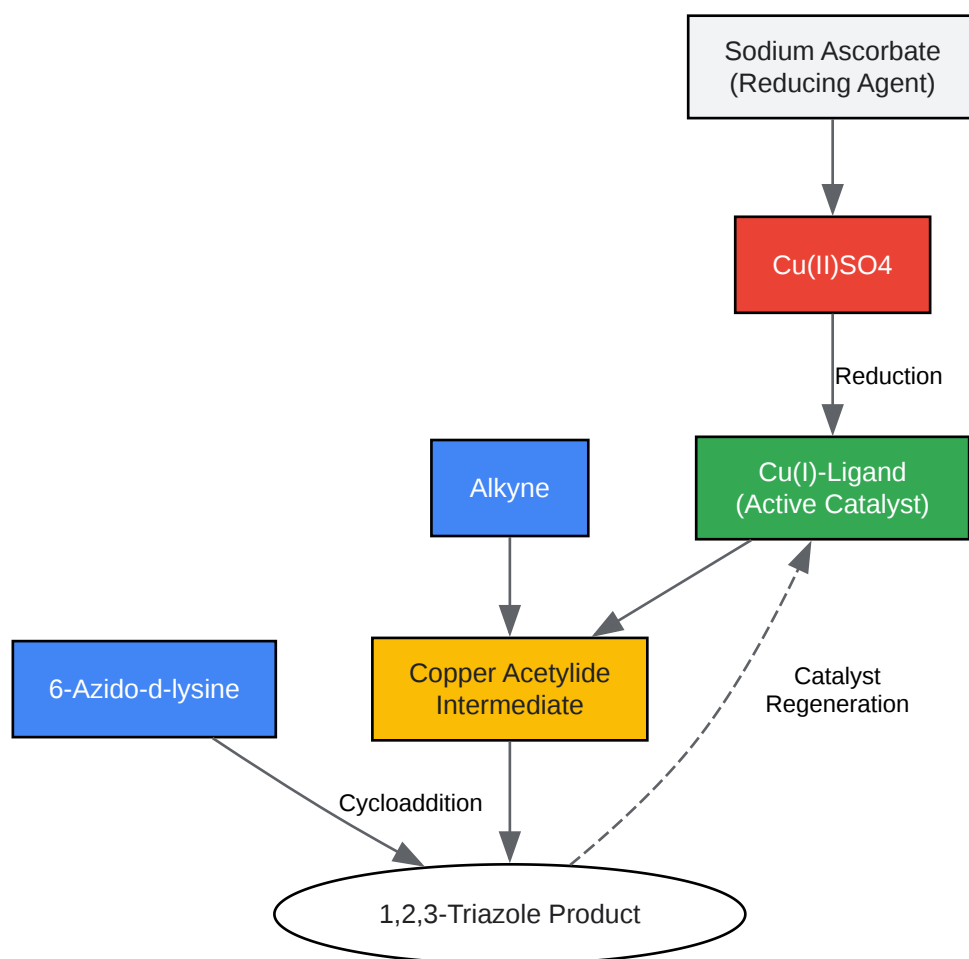 Sodium Ascorbate
(Reducing Agent)
Cu(II)SO4
Reduction
Alkyne
Cu(I)-Ligand
(Active Catalyst)
6-Azido-d-lysine
Copper Acetylide
Intermediate
Catalyst
Regeneration
Cycloaddition
1,2,3-Triazole Product